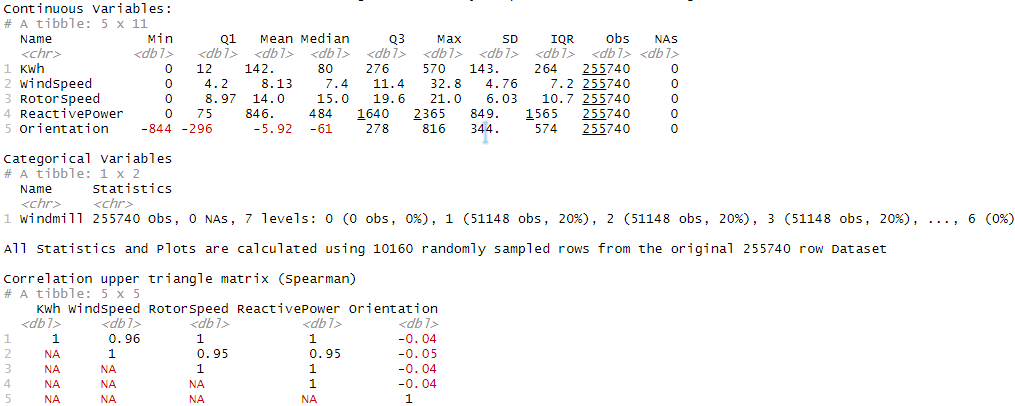 Continuous Variables:
# A tibble: 5 x 11
Name Min Q1 Mean Median Q3 Max SD IQR Obs NAs
<chr> <dbl> <dbl> <dbl> <dbl> <dbl> <dbl> <dbl> <dbl> <dbl> <dbl>
1 KWh 0 12 142. 80 276 570 143. 264 255740 0
2 WindSpeed 0 4.2 8.13 7.4 11.4 32.8 4.76 7.2 255740 0
3 RotorSpeed 0 8.97 14.0 15.0 19.6 21.0 6.03 10.7 255740 0
4 ReactivePower 0 75 846. 484 1640 2365 849. 1565 255740 0
5 Orientation -844 -296 -5.92 -61 278 816 344. 574 255740 0
Categorical Variables
# A tibble: 1 x 2
Name Statistics
<chr> <chr>
1 Windmill 255740 Obs, 0 NAs, 7 levels: 0 (0 obs, 0%), 1 (51148 obs, 20%), 2 (51148 obs, 20%), 3 (51148 obs, 20%), ..., 6 (0%)
All Statistics and Plots are calculated using 10160 randomly sampled rows from the original 255740 row Dataset
Correlation upper triangle matrix (Spearman)
# A tibble: 5 x 5
KWh WindSpeed RotorSpeed ReactivePower Orientation
<dbl> <dbl> <dbl> <dbl> <dbl>
1 1 0.96 1 1 -0.04
2 NA 1 0.95 0.95 -0.05
3 NA NA 1 1 -0.04
4 NA NA NA 1 -0.04
5 NA NA NA NA 1